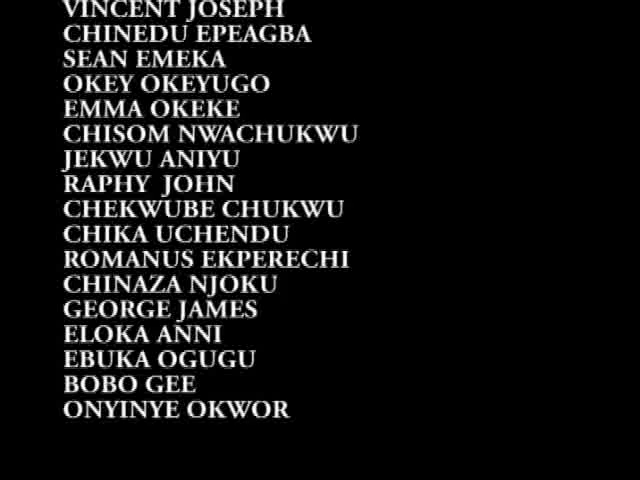 VINCENT JOSEPH
CHINEDU EPEAGBA
SEAN EMEKA
OKEY OKEYUGO
EMMA OKEKE
CHISOM NWACHUKWU
JEKWU ANIYU
RAPHY JOHN
CHEKWUBE CHUKWU
CHIKA UCHENDU
ROMANUS EKPERECHI
CHINAZA NJOKU
GEORGE JAMES
ELOKA ANNI
EBUKA OGUGU
BOBO GEE
ONYINYE OKWOR